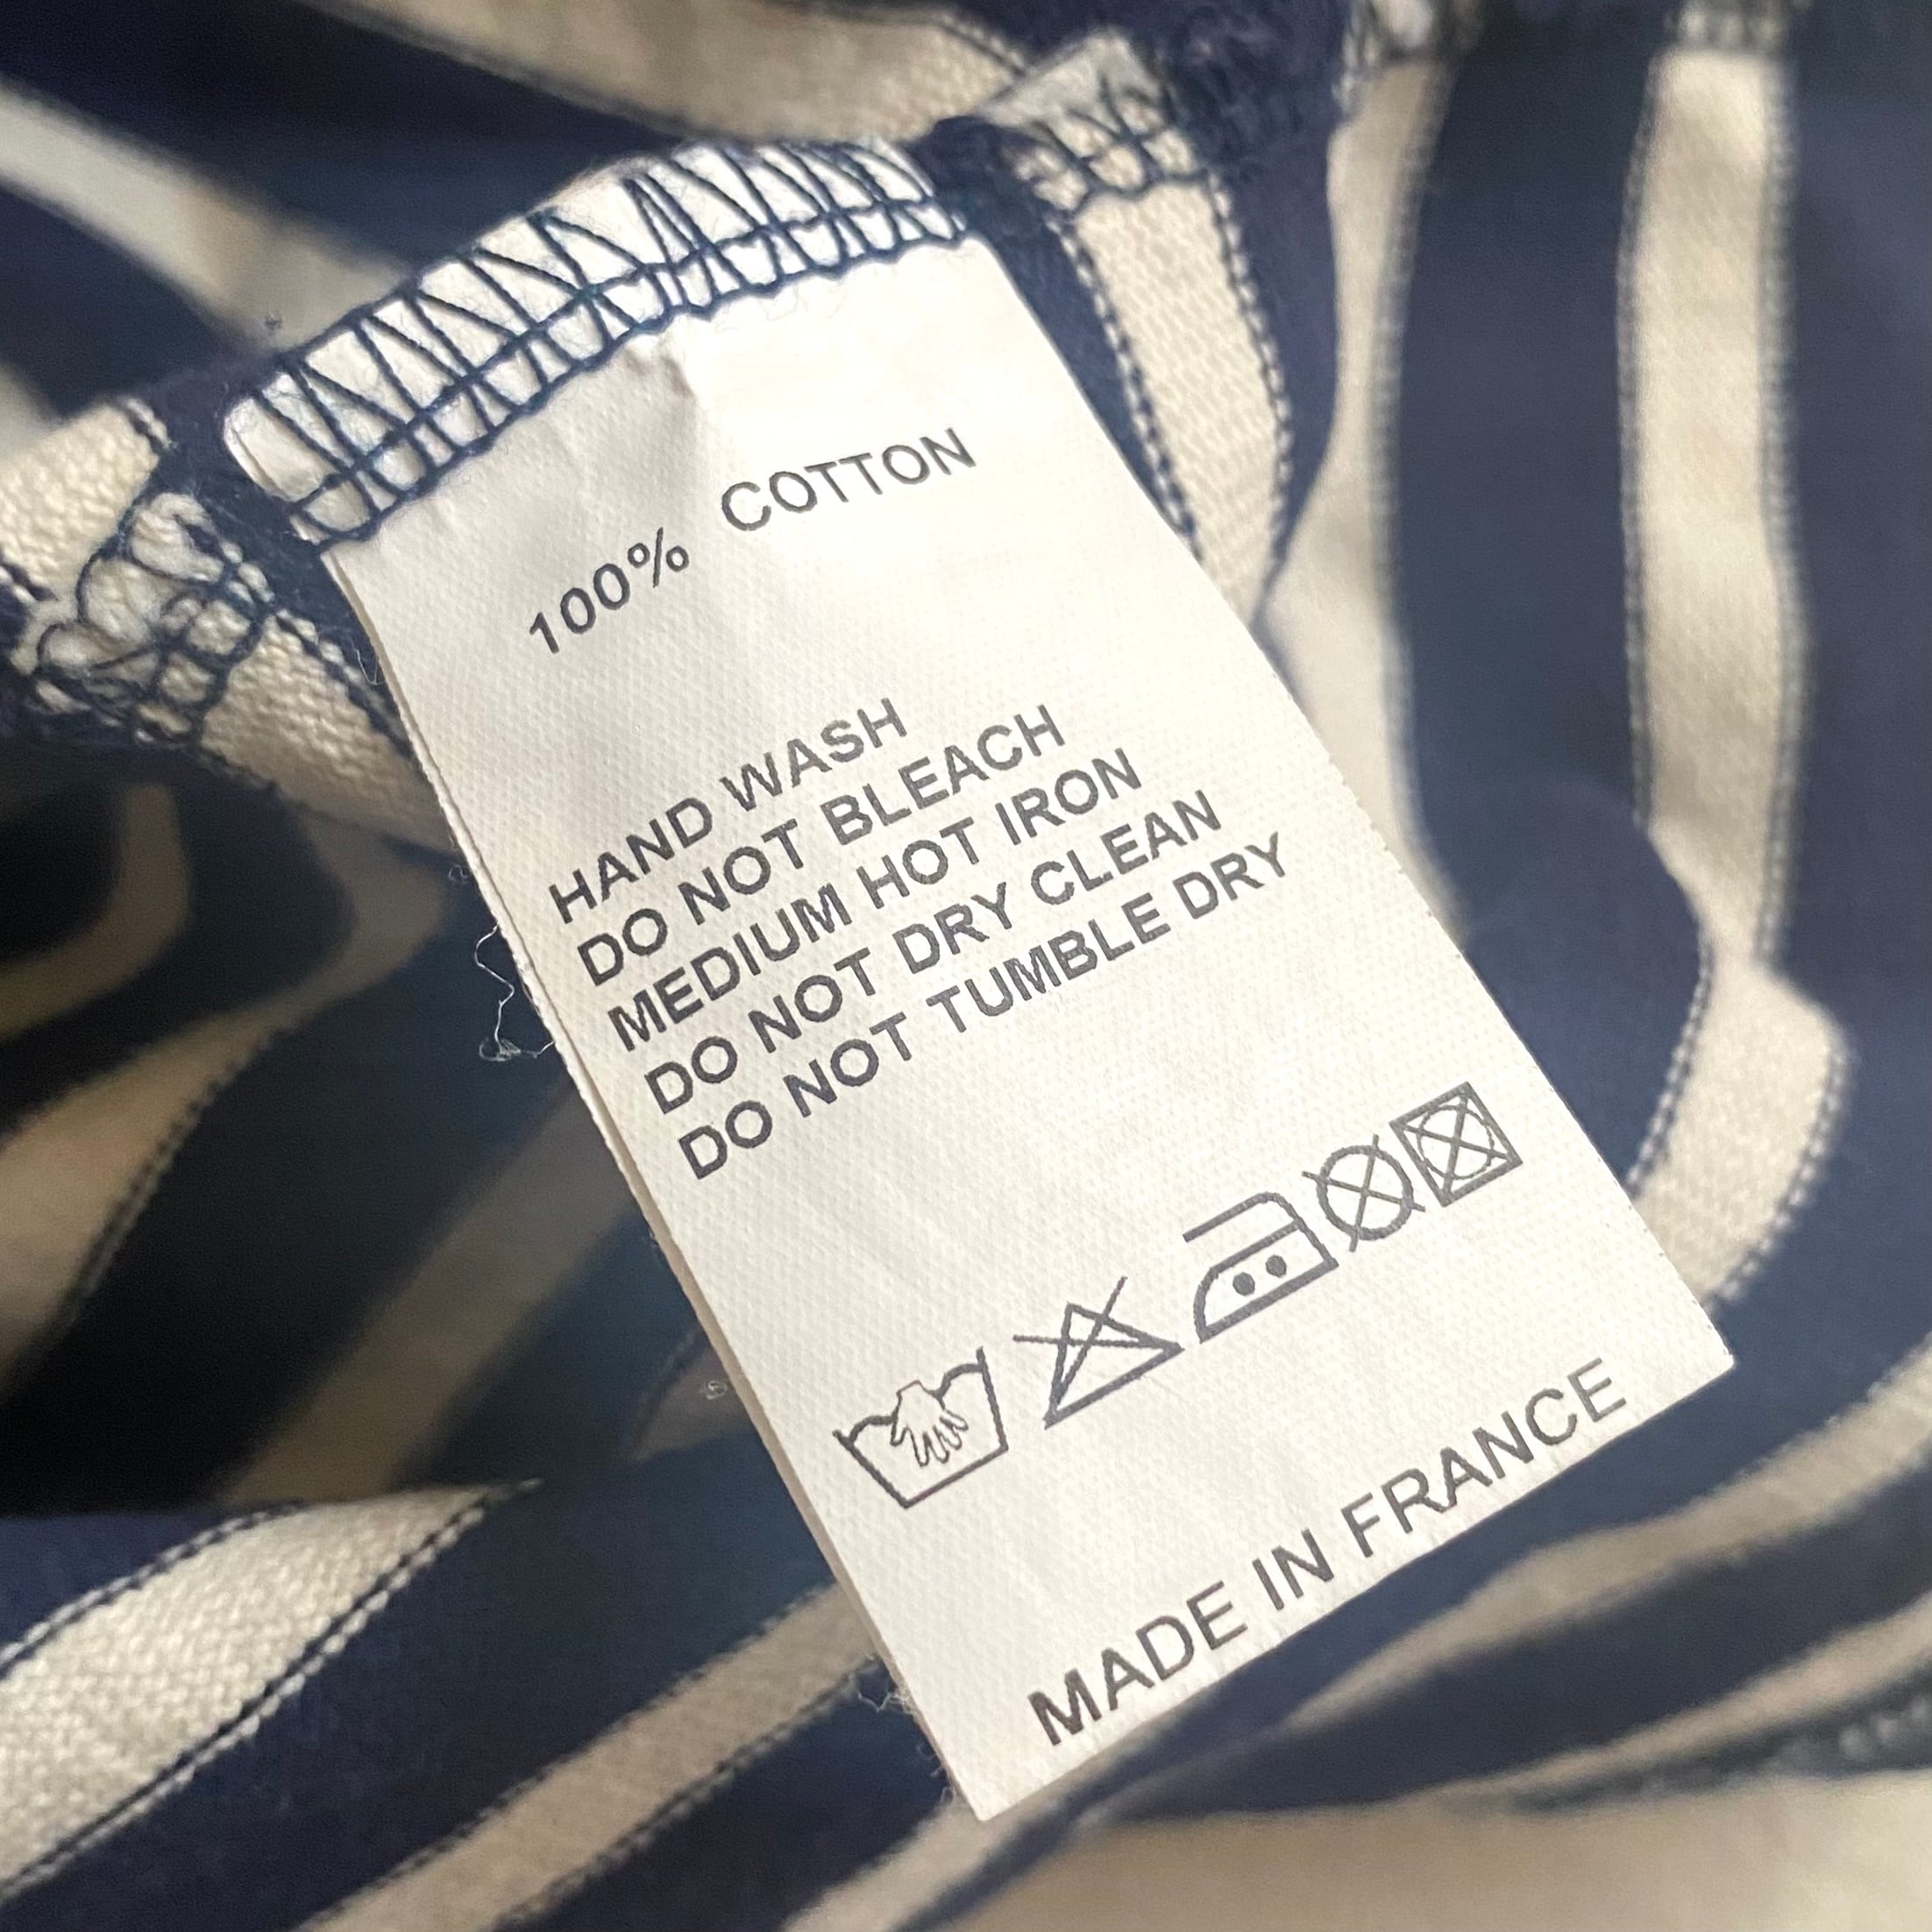 100% COTTON
HAND WASH
DO NOT BLEACH
MEDIUM HOT IRON
DO NOT DRY CLEAN
DO NOT TUMBLE DRY
MADE IN FRANCE